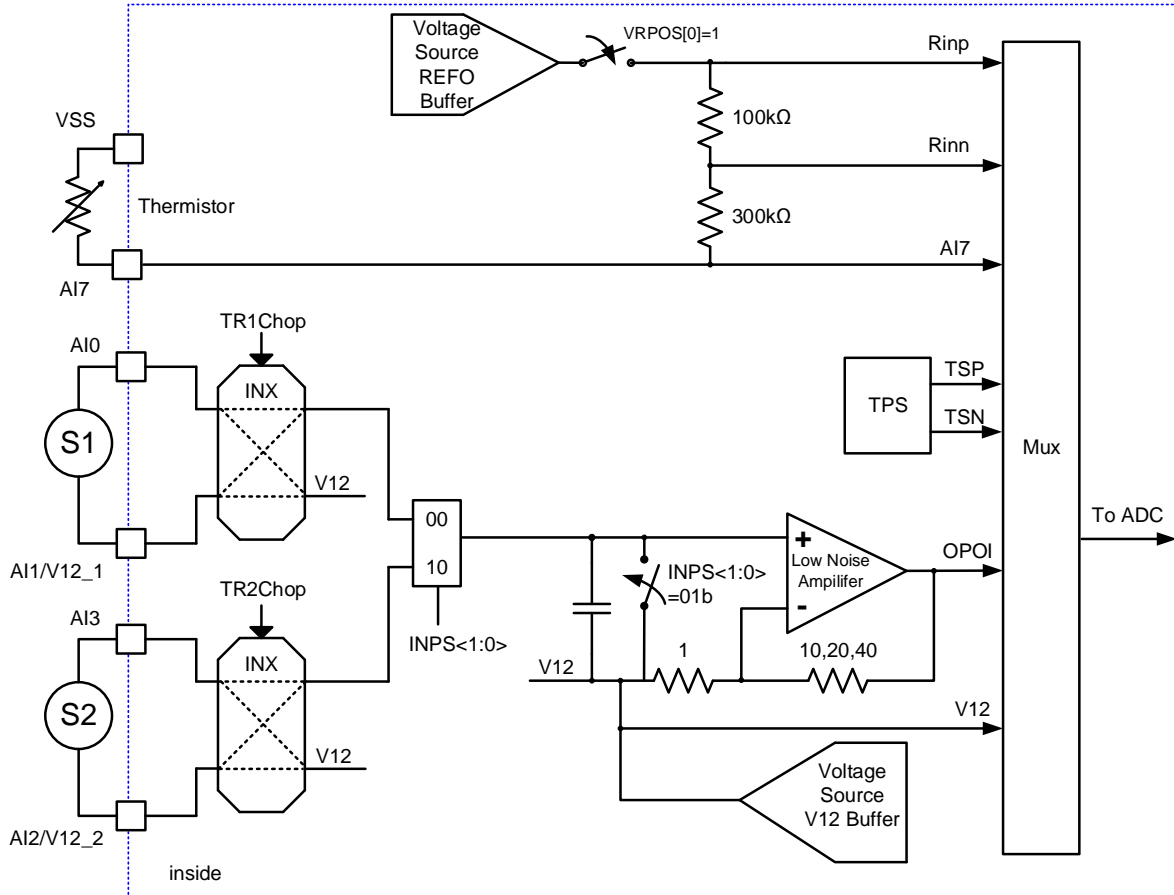 Voltage
Source
REFO
Buffer
VRPOS[0]=1
Rinp
VSS
100kΩ
Rinn
Thermistor
300kΩ
AI7
AI7
TR1Chop
AI0
INX
TSP
TPS
TSN
S1
Mux
V12
00
To ADC
+
OPOI
Low Noise
Ampilifer
AI1/V12_1
10
INPS<1:0>
=01b
-
TR2Chop
AI3
INPS<1:0>
INX
1
10,20,40
V12
S2
V12
V12
Voltage
Source
V12 Buffer
AI2/V12_2
inside